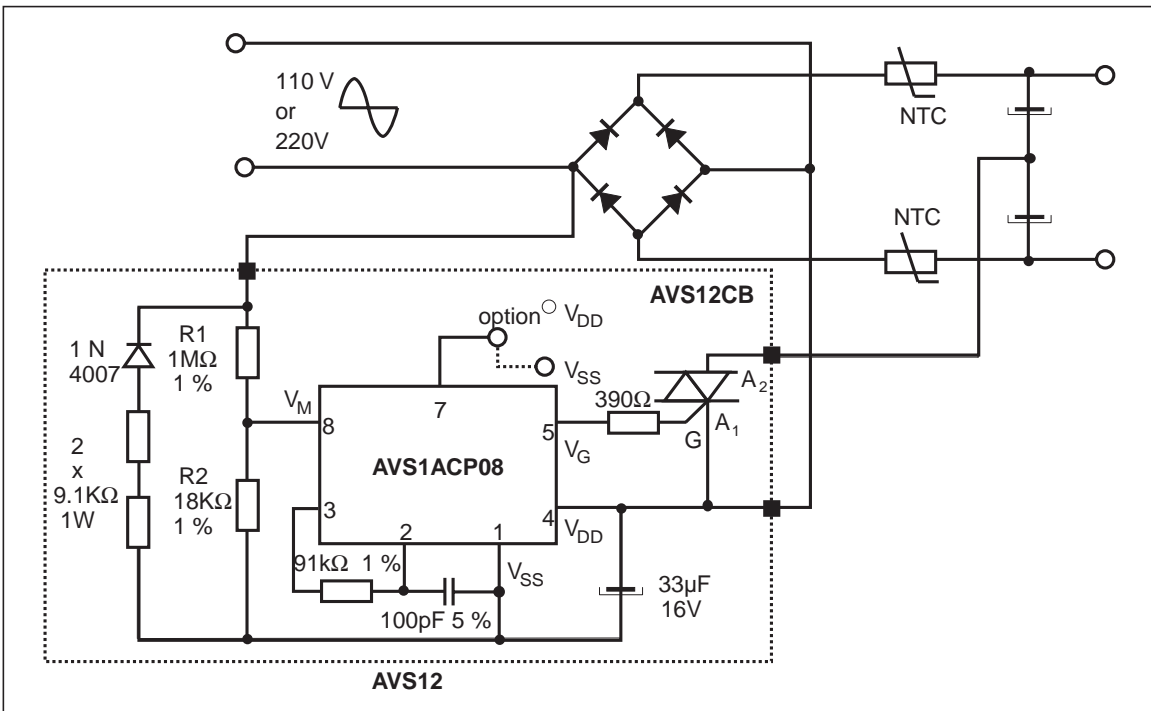 110 V
or
220V
NTC
NTC
AVS12CB
option V_DD
V_SS
1 N
4007
R1
1MΩ
1 %
V_M
8
7
390Ω
A_2
A_1
G
5
V_G
AVS1ACP08
2
x
9.1KΩ
1W
R2
18KΩ
1 %
3
2
1
4
V_DD
91kΩ 1 %
V_SS
100pF 5 %
33µF
16V
AVS12